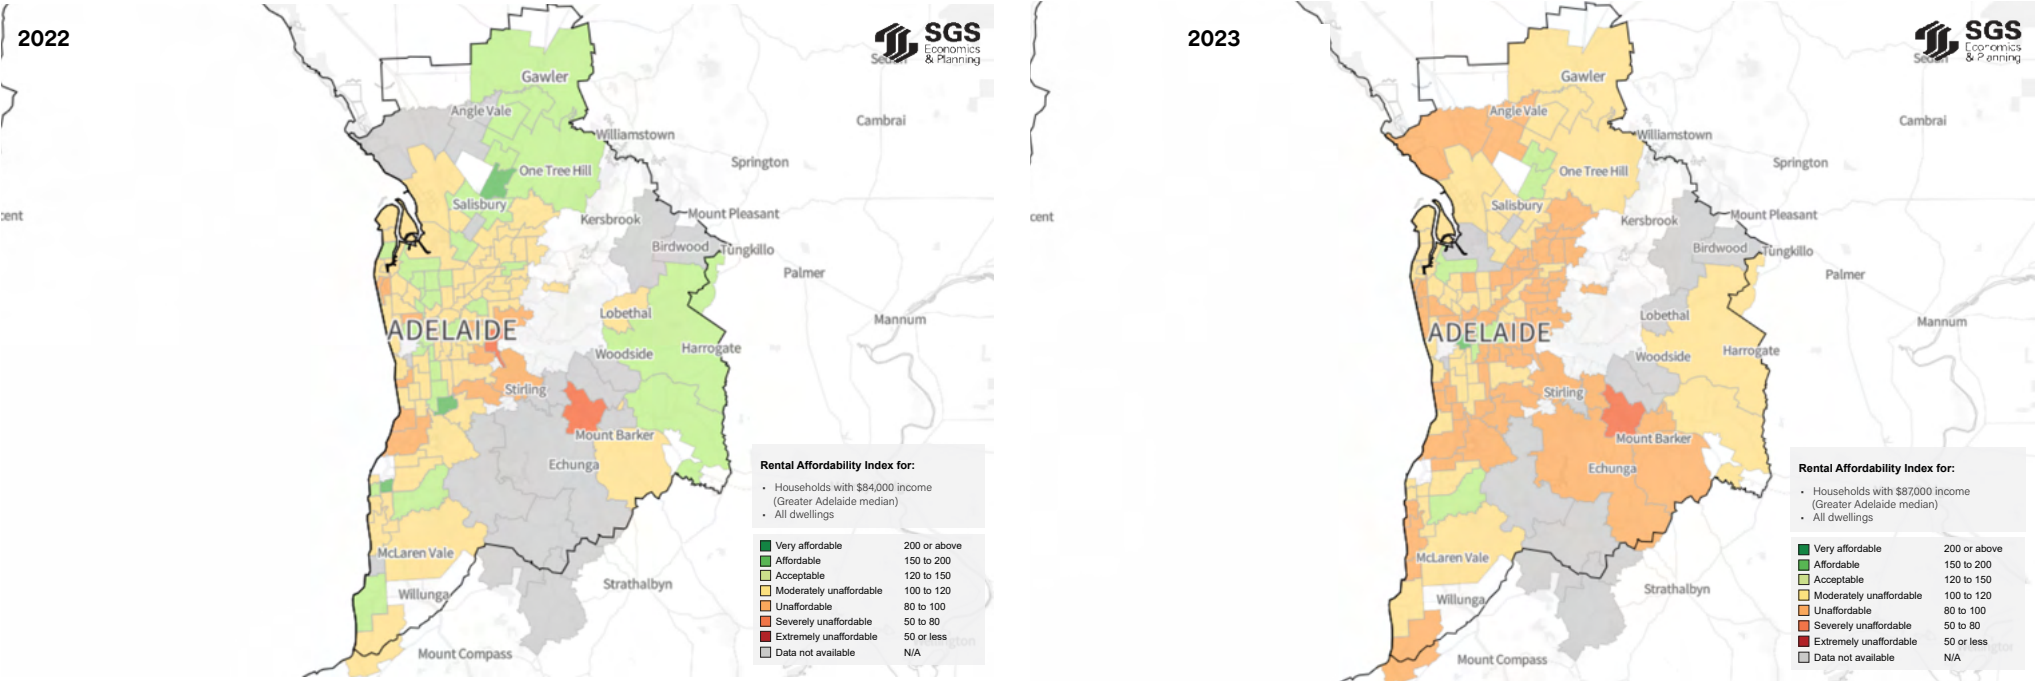 2022
SGS
Economics
& Planning
Gawler
Angle Vale
Cambrai
Williamstown
Springton
One Tree Hill
Salisbury
cent
Kersbrook
Mount Pleasant
Birdwood
Tungkillo
Palmer
Lobethal
Mannum
ADELAIDE
Woodside
Harrogate
Stirling
Mount Barker
Echunga
McLaren Vale
Willunga
Strathalbyn
Mount Compass
Rental Affordability Index for:
• Households with $84,000 income
(Greater Adelaide median)
• All dwellings
Very affordable 200 or above
Affordable 150 to 200
Acceptable 120 to 150
Moderately unaffordable 100 to 120
Unaffordable 80 to 100
Severely unaffordable 50 to 80
Extremely unaffordable 50 or less
Data not available N/A
2023
SGS
Economics
& Planning
Gawler
Angle Vale
Cambrai
Williamstown
Springton
One Tree Hill
Salisbury
cent
Kersbrook
Mount Pleasant
Birdwood
Tungkillo
Palmer
Lobethal
Mannum
ADELAIDE
Woodside
Harrogate
Stirling
Mount Barker
Echunga
McLaren Vale
Willunga
Strathalbyn
Mount Compass
Rental Affordability Index for:
• Households with $87,000 income
(Greater Adelaide median)
• All dwellings
Very affordable 200 or above
Affordable 150 to 200
Acceptable 120 to 150
Moderately unaffordable 100 to 120
Unaffordable 80 to 100
Severely unaffordable 50 to 80
Extremely unaffordable 50 or less
Data not available N/A